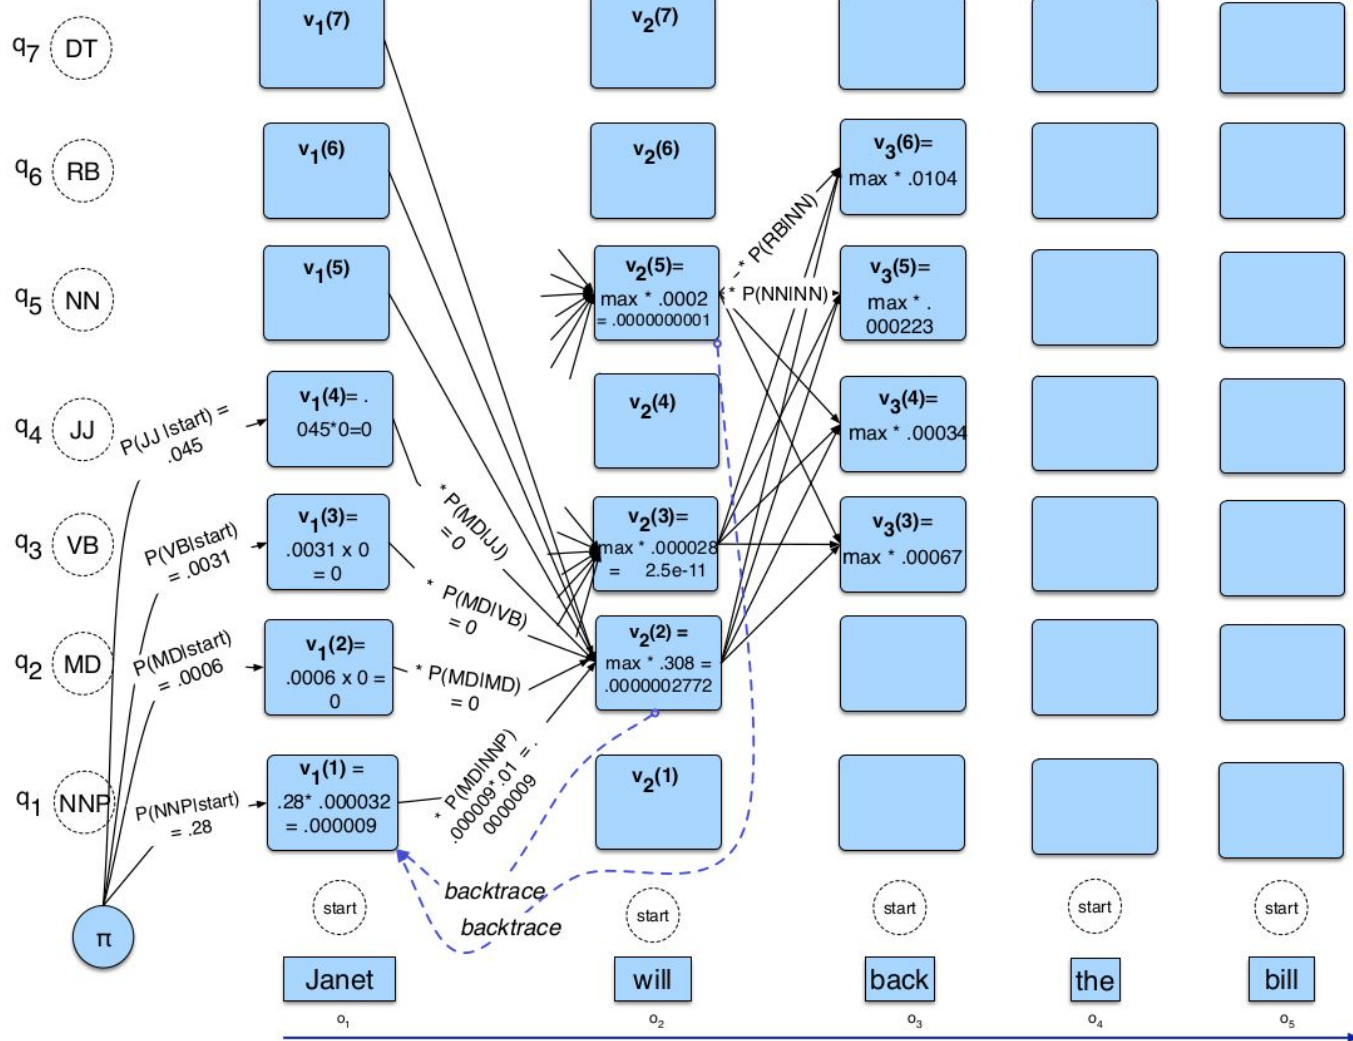 q7 DT v1(7) v2(7)
q6 RB v1(6) v2(6) v3(6)=
max * .0104
* P(RB|NN)
q5 NN v1(5) v2(5)= v3(5)=
max * .0002
= .0000000001
* P(NN|NN)
max * .
000223
q4 JJ
P(JJ |start) =
.045
v1(4)= .
045*0=0
v2(4)
v3(4)=
max * .00034
* P(MD|JJ)
= 0
q3 VB
P(VB|start)
= .0031
v1(3)=
.0031 x 0
= 0
v2(3)=
max * .000028
= 2.5e-11
v3(3)=
max * .00067
* P(MD|VB)
= 0
q2 MD
P(MD|start)
= .0006
v1(2)=
.0006 x 0 =
0
* P(MD|MD)
= 0
v2(2) =
max * .308 =
.0000002772
q1 NNP
P(NNP|start)
= .28
v1(1) =
.28* .000032
= .000009
* P(MD|NNP)
.000009*.01 = .
0000009
v2(1)
backtrace
backtrace
π
start start start start start
Janet will back the bill
o1 o2 o3 o4 o5